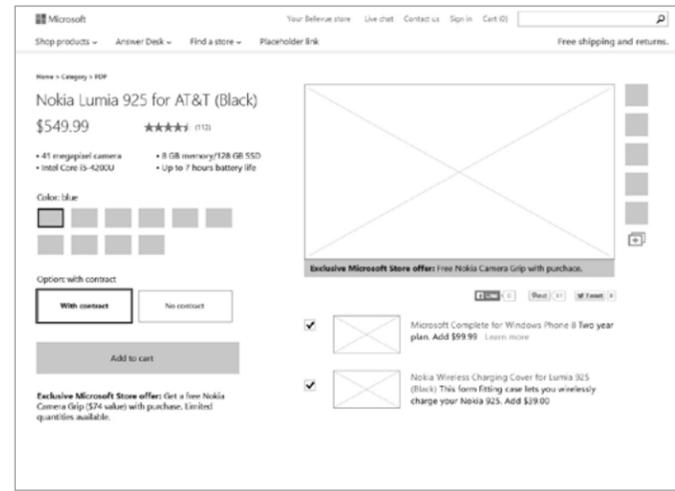 Microsoft
Your Bellevue store Live chat Contact us Sign in Cart (0)
Shop products Answer Desk Find a store Placeholder link Free shipping and returns.
Home > Category > PDP
Nokia Lumia 925 for AT&T (Black)
$549.99 (112)
• 41 megapixel camera • 8 GB memory/128 GB SSD
• Intel Core i5-4200U • Up to 7 hours battery life
Color: blue
Option: with contract
With contract No contract
Add to cart
Exclusive Microsoft Store offer: Get a free Nokia
Camera Grip ($74 value) with purchase. Limited
quantities available.
Exclusive Microsoft Store offer: Free Nokia Camera Grip with purchase.
Tweet
Microsoft Complete for Windows Phone 8 Two year
plan. Add $99.99 Learn more
Nokia Wireless Charging Cover for Lumia 925
(Black) This form fitting case lets you wirelessly
charge your Nokia 925. Add $39.00